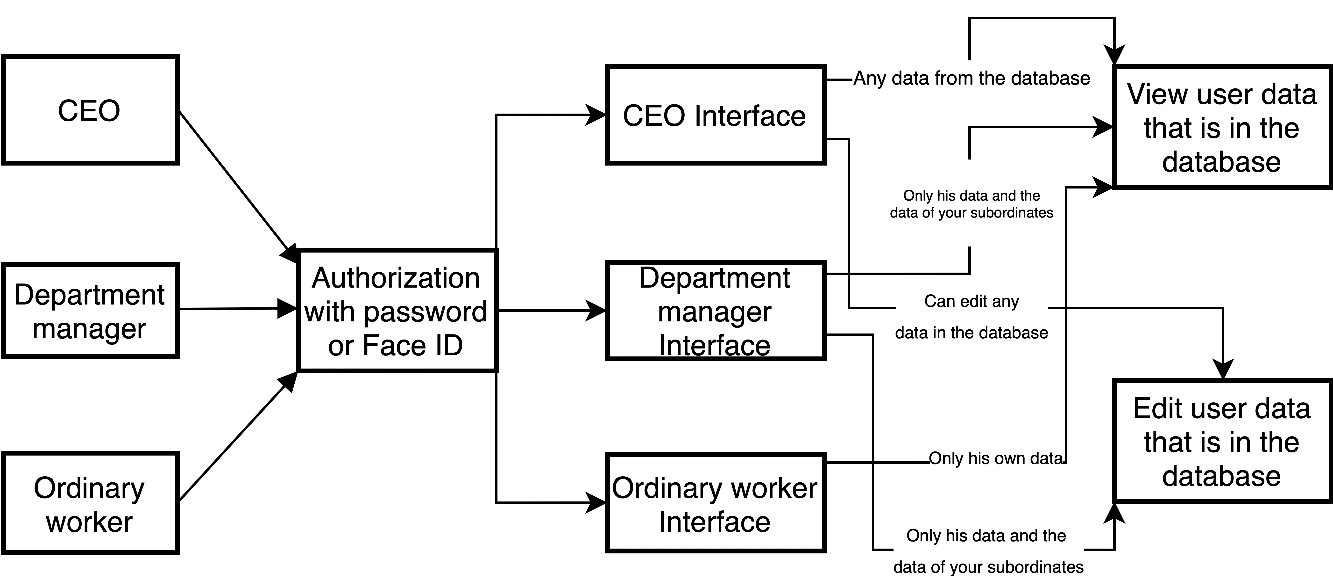 CEO
Department
manager
Ordinary
worker
Authorization
with password
or Face ID
CEO Interface
Department
manager
Interface
Ordinary worker
Interface
Any data from the database
Only his data and the
data of your subordinates
Can edit any
data in the database
Only his own data
Only his data and the
data of your subordinates
View user data
that is in the
database
Edit user data
that is in the
database